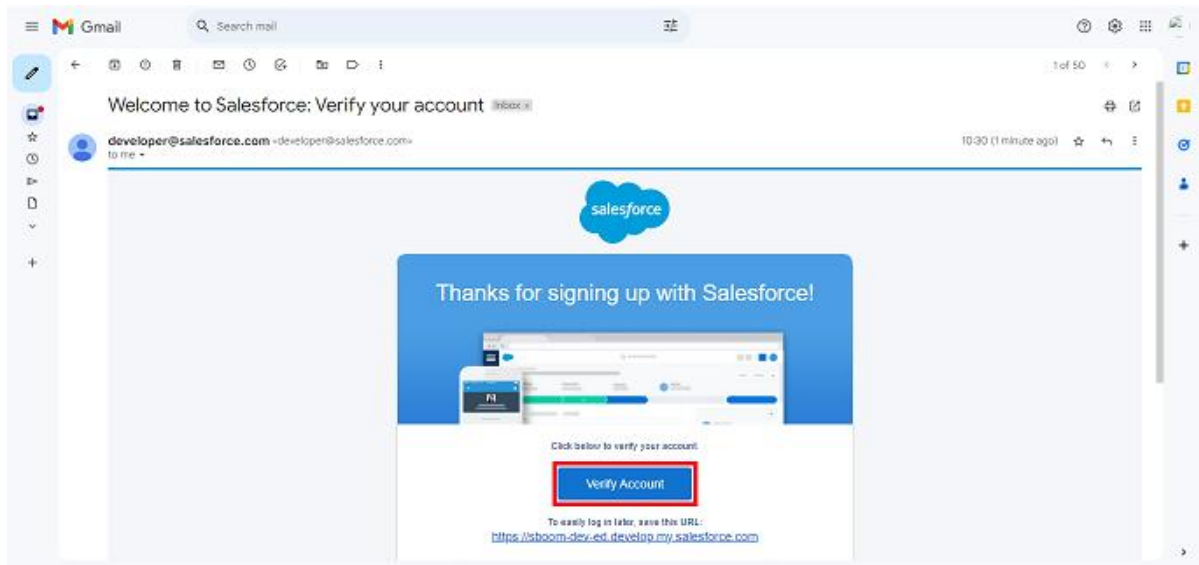 Gmail
Search mail
1 of 50
Welcome to Salesforce: Verify your account Inbox x
developer@salesforce.com <developer@salesforce.com>
10:30 (1 minute ago)
to me
salesforce
Thanks for signing up with Salesforce!
Click below to verify your account.
Verify Account
To easily log in later, save this URL:
https://sboom-dev-ed.develop.my.salesforce.com